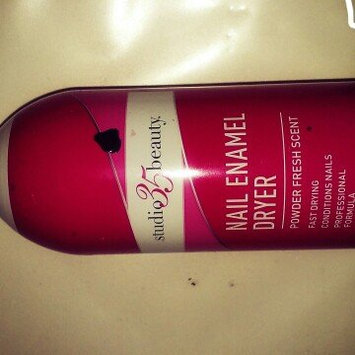 studio 35 beauty.
NAIL ENAMEL
DRYER
POWDER FRESH SCENT
FAST DRYING
CONDITIONS NAILS
PROFESSIONAL
FORMULA